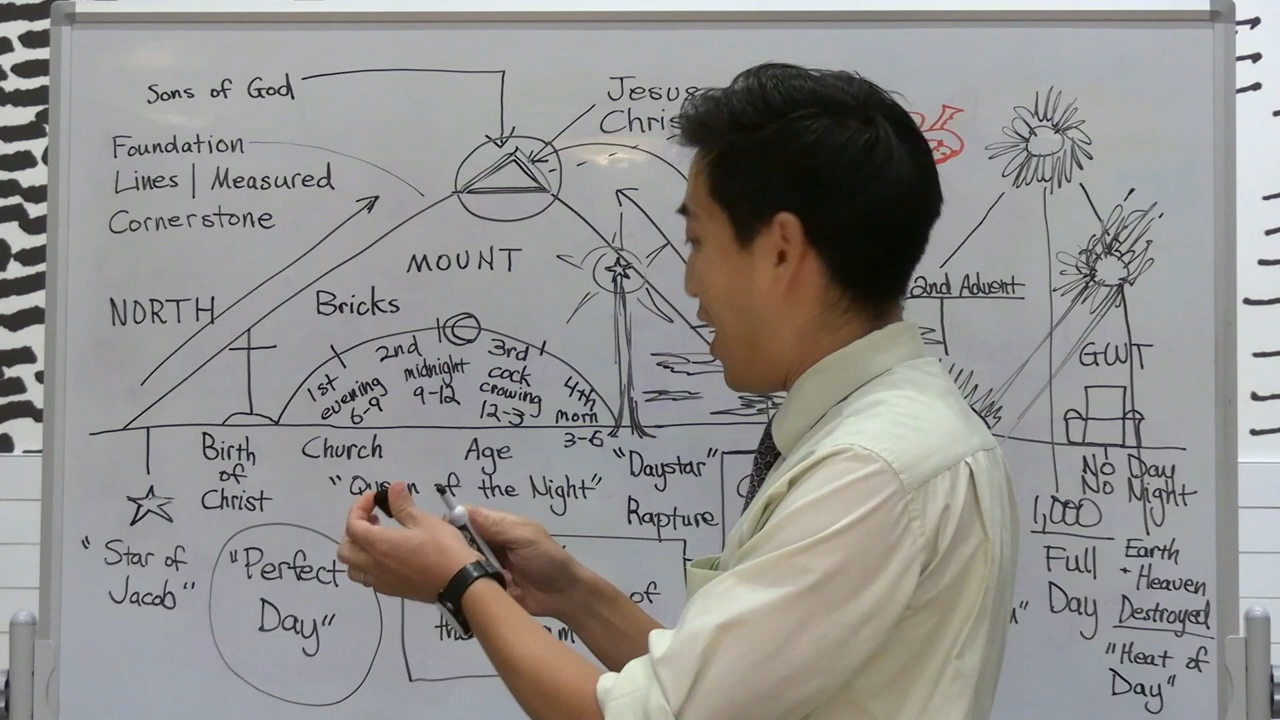 Sons of God
Jesus
Foundation
Lines | Measured
Cornerstone
MOUNT
2nd Advent
NORTH
Bricks
GWT
1st
evening
6-9
2nd
midnight
9-12
3rd
cock
crowing
12-3
4th
morn
3-6
Birth
of
Christ
Church Age
of the Night"
"Daystar"
Rapture
"Star of
Jacob"
"Perfect
Day"
of
No Day
No Night
1,000
Full
Day
Earth
+ Heaven
Destroyed
"Heat of
Day"